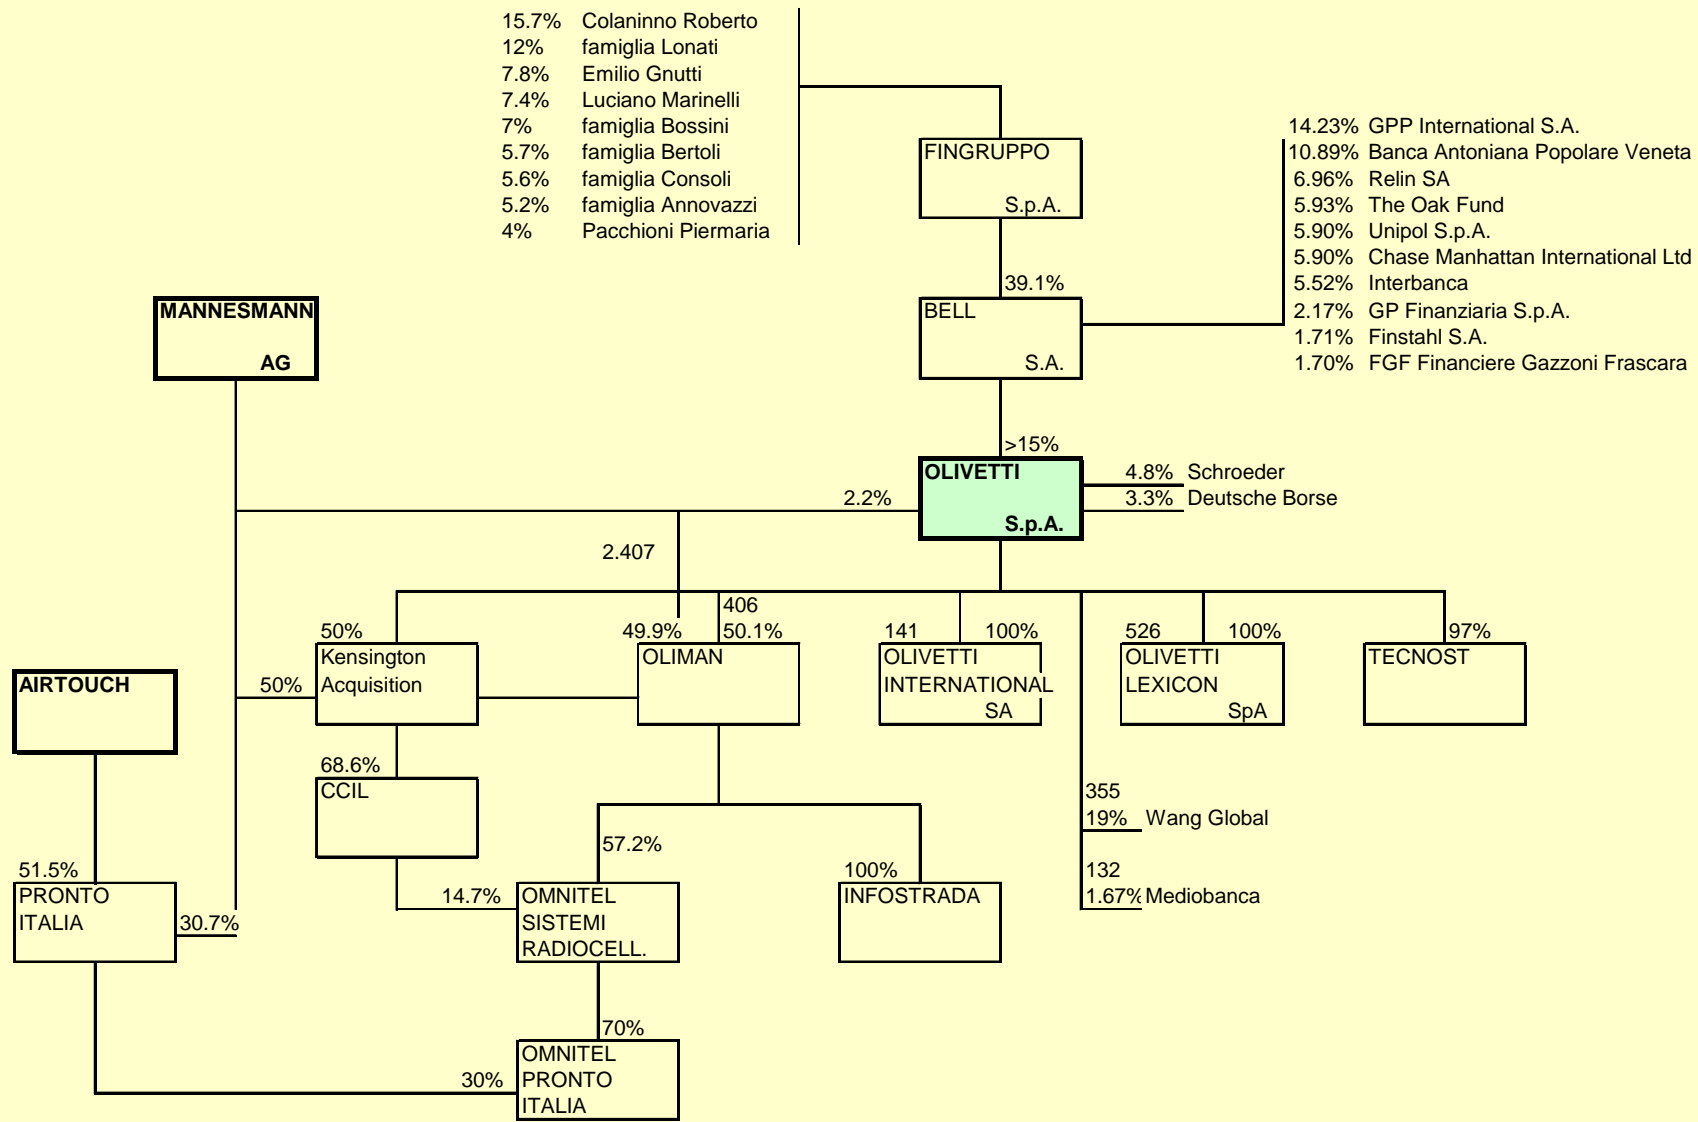 15.7% Colaninno Roberto
12% famiglia Lonati
7.8% Emilio Gnutti
7.4% Luciano Marinelli
7% famiglia Bossini
5.7% famiglia Bertoli
5.6% famiglia Consoli
5.2% famiglia Annovazzi
4% Pacchioni Piermaria
FINGRUPPO
S.p.A.
14.23% GPP International S.A.
10.89% Banca Antoniana Popolare Veneta
6.96% Relin SA
5.93% The Oak Fund
5.90% Unipol S.p.A.
5.90% Chase Manhattan International Ltd
5.52% Interbanca
2.17% GP Finanziaria S.p.A.
1.71% Finstahl S.A.
1.70% FGF Financiere Gazzoni Frascara
39.1%
BELL
S.A.
MANNESMANN
AG
>15%
OLIVETTI
S.p.A.
4.8% Schroeder
3.3% Deutsche Borse
2.2%
2.407
406
50%
Kensington
Acquisition
50%
49.9% 50.1%
OLIMAN
141 100%
OLIVETTI
INTERNATIONAL
SA
526 100%
OLIVETTI
LEXICON
SpA
97%
TECNOST
AIRTOUCH
68.6%
CCIL
355
19% Wang Global
132
1.67% Mediobanca
51.5%
PRONTO
ITALIA
30.7%
14.7%
57.2%
OMNITEL
SISTEMI
RADIOCELL.
100%
INFOSTRADA
70%
30%
OMNITEL
PRONTO
ITALIA